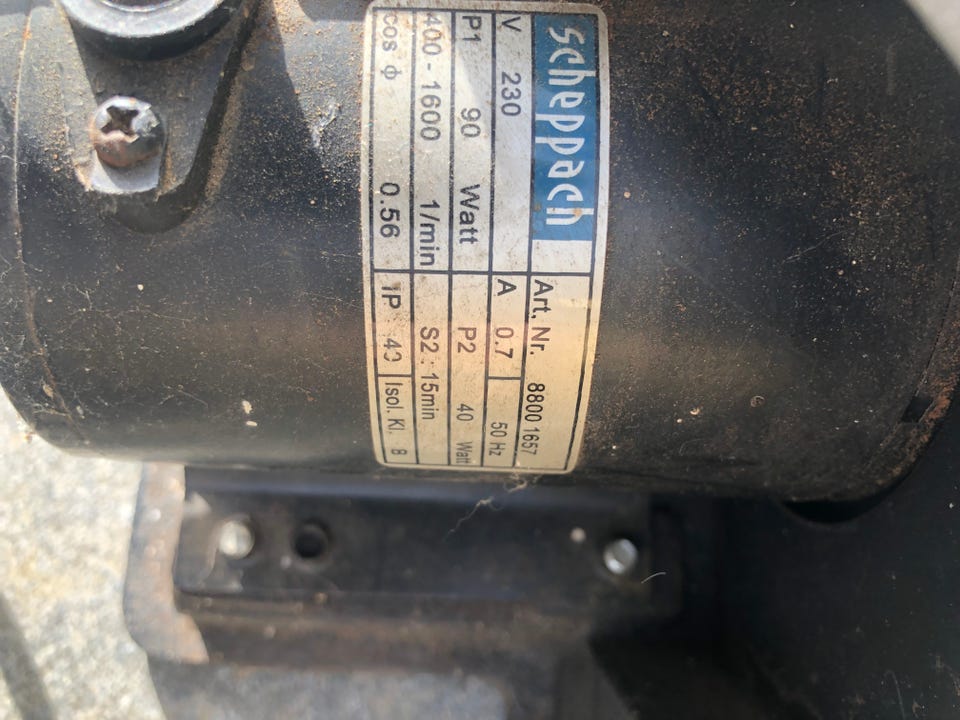 scheppach
Art. Nr. 8800 1657
V 230 A 0.7 50 Hz
P1 90 Watt P2 40 Watt
400 - 1600 1/min S2 : 15min
cos ϕ 0.56 IP 43 Isol. Kl. B